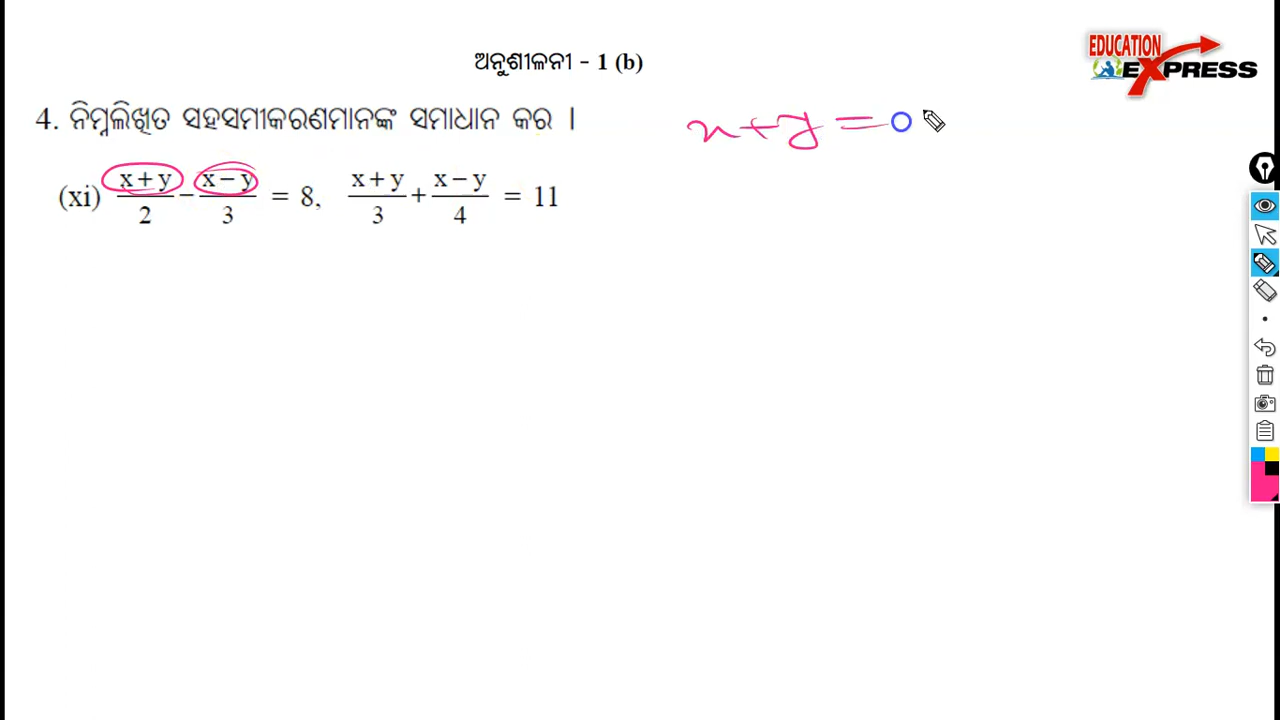 EDUCATION
EXPRESS
ଅନୁଶୀଳନୀ - 1 (b)
4. ନିମ୍ନଲିଖିତ ସହସମୀକରଣମାନଙ୍କ ସମାଧାନ କର ।
x+y =
(xi) (x+y)/2 − (x−y)/3 = 8, (x+y)/3 + (x−y)/4 = 11